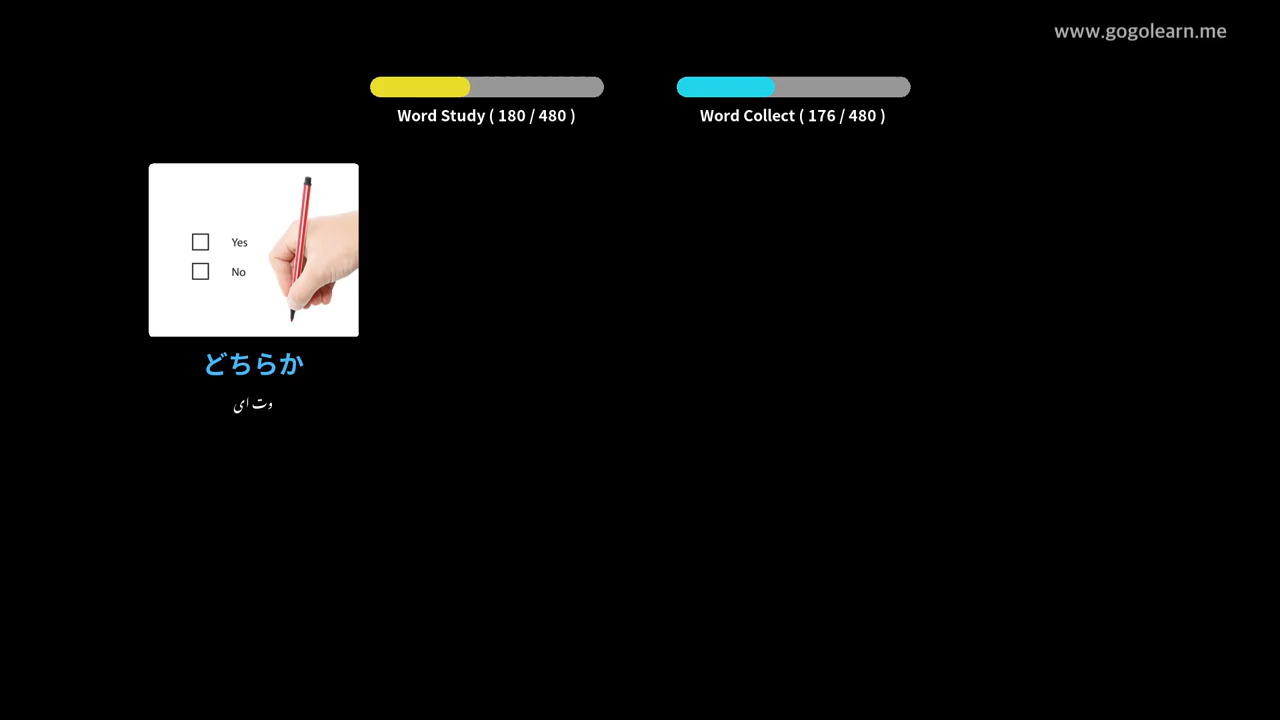 www.gogolearn.me
Word Study ( 180 / 480 )
Word Collect ( 176 / 480 )
Yes
No
どちらか
وت ای